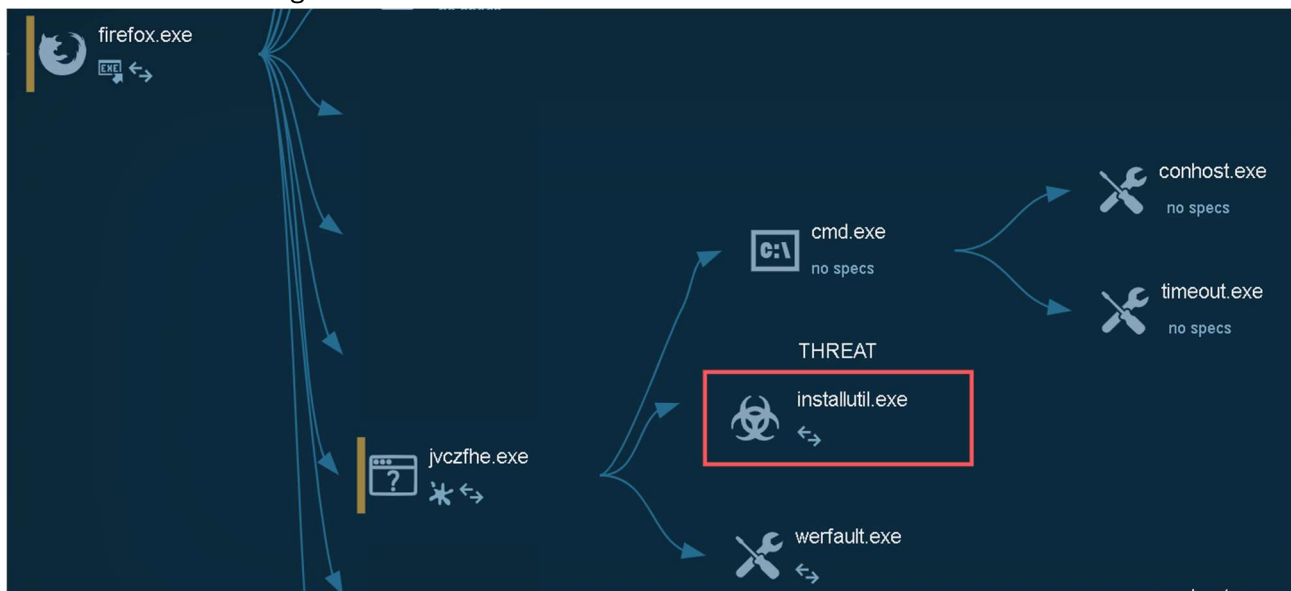 firefox.exe
EXE
conhost.exe
no specs
cmd.exe
C:\
no specs
timeout.exe
no specs
THREAT
installutil.exe
jvczfhe.exe
?
werfault.exe